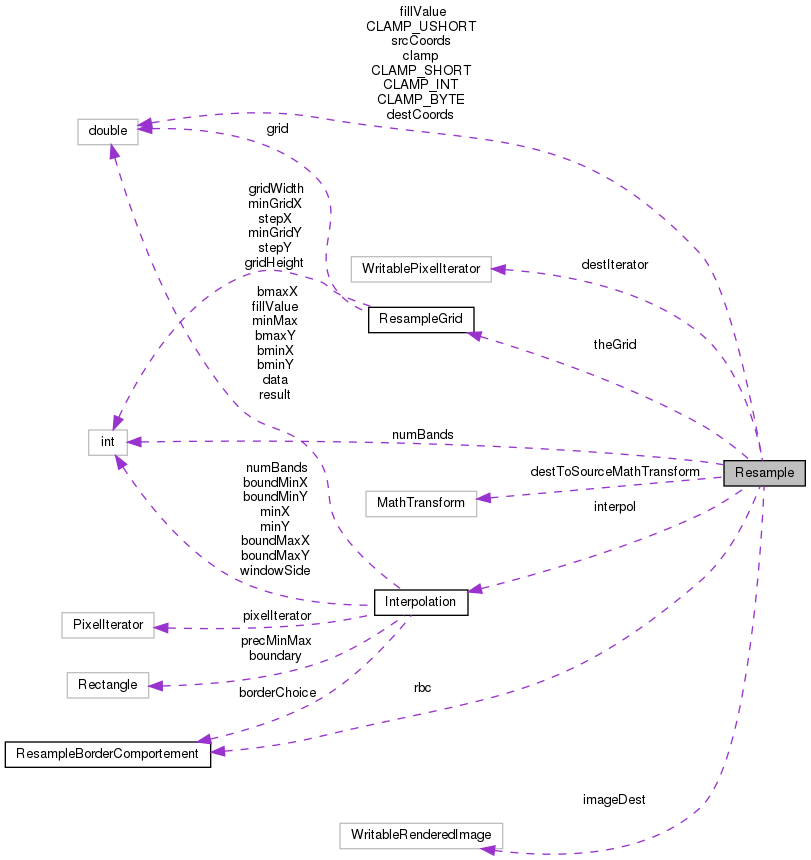 fillValue
CLAMP_USHORT
srcCoords
clamp
CLAMP_SHORT
CLAMP_INT
CLAMP_BYTE
destCoords
double
grid
gridWidth
minGridX
stepX
minGridY
stepY
gridHeight
WritablePixelIterator
destIterator
bmaxX
fillValue
minMax
bmaxY
bminX
bminY
data
result
ResampleGrid
theGrid
int
numBands
Resample
numBands
boundMinX
boundMinY
minX
minY
boundMaxX
boundMaxY
windowSide
destToSourceMathTransform
MathTransform
interpol
Interpolation
PixelIterator
pixelIterator
precMinMax
boundary
Rectangle
borderChoice
rbc
ResampleBorderComportement
imageDest
WritableRenderedImage